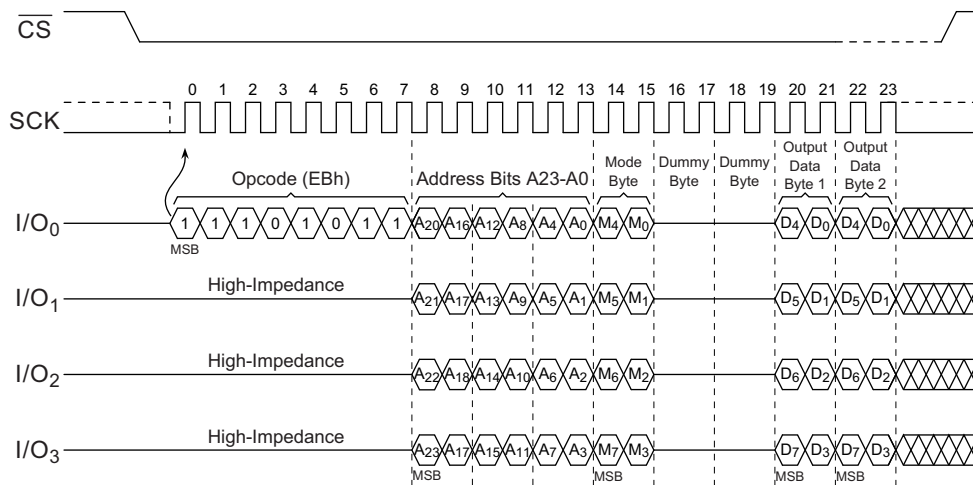 CS
0 1 2 3 4 5 6 7 8 9 10 11 12 13 14 15 16 17 18 19 20 21 22 23
SCK
Opcode (EBh)
Address Bits A23-A0
Mode
Byte
Dummy
Byte
Dummy
Byte
Output
Data
Byte 1
Output
Data
Byte 2
I/O0 1 1 1 0 1 0 1 1 A20 A16 A12 A8 A4 A0 M4 M0 D4 D0 D4 D0
MSB
I/O1 High-Impedance A21 A17 A13 A9 A5 A1 M5 M1 D5 D1 D5 D1
I/O2 High-Impedance A22 A18 A14 A10 A6 A2 M6 M2 D6 D2 D6 D2
I/O3 High-Impedance A23 A17 A15 A11 A7 A3 M7 M3 D7 D3 D7 D3
MSB MSB MSB MSB